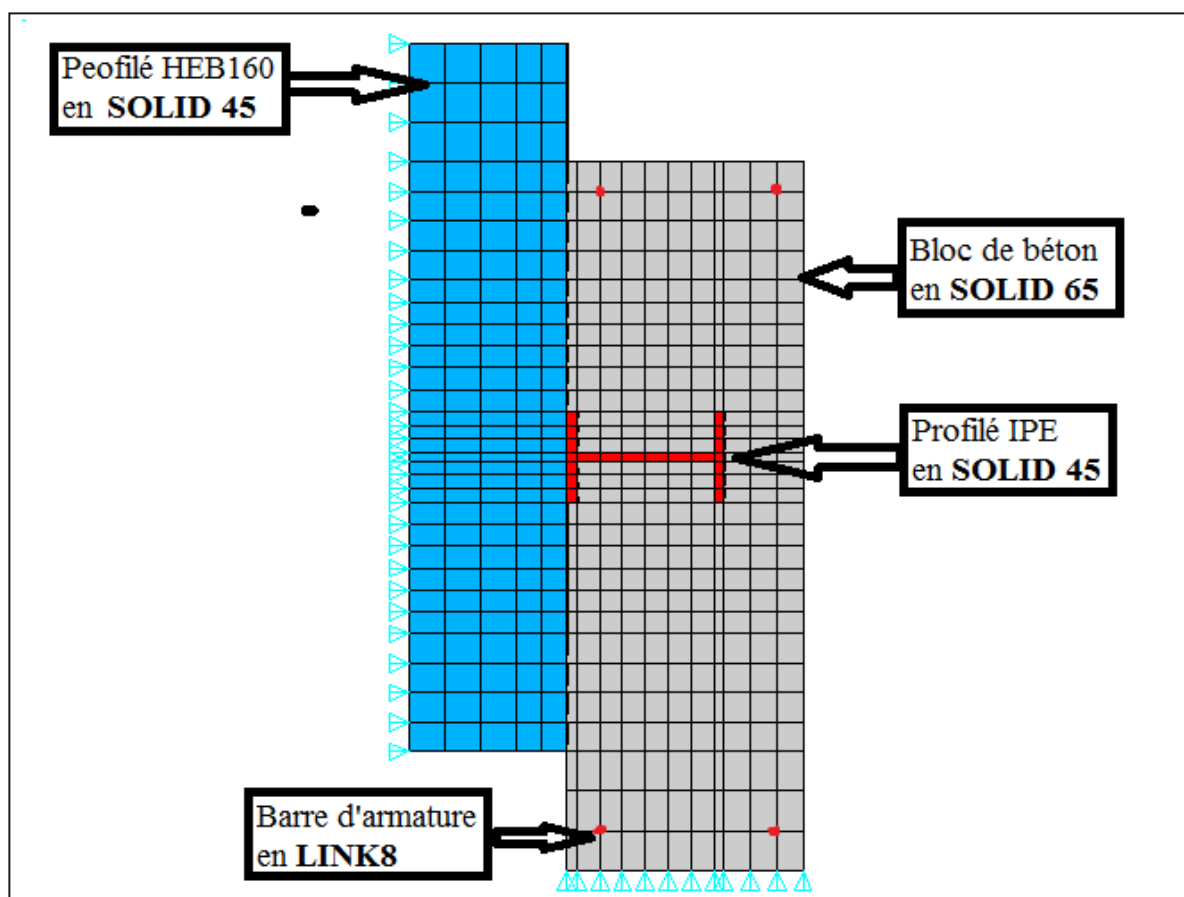 Peofilé HEB160
en SOLID 45
Bloc de béton
en SOLID 65
Profilé IPE
en SOLID 45
Barre d'armature
en LINK8